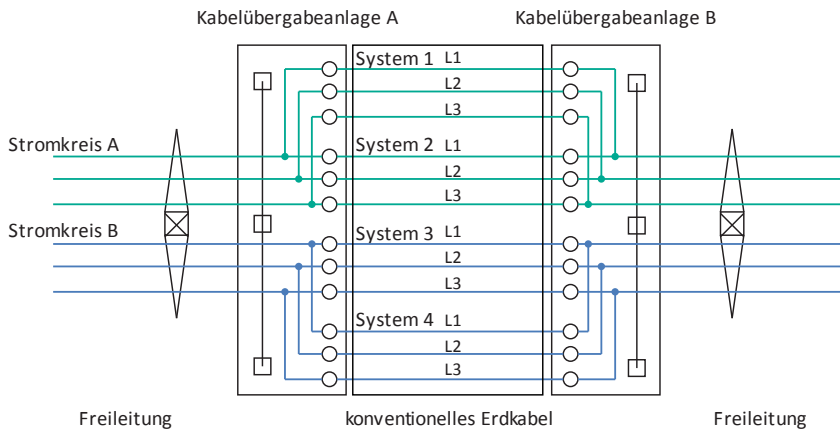 Kabelübergabeanlage A
Kabelübergabeanlage B
System 1 L1
L2
L3
Stromkreis A
System 2 L1
L2
L3
Stromkreis B
System 3 L1
L2
L3
System 4 L1
L2
L3
Freileitung
konventionelles Erdkabel
Freileitung